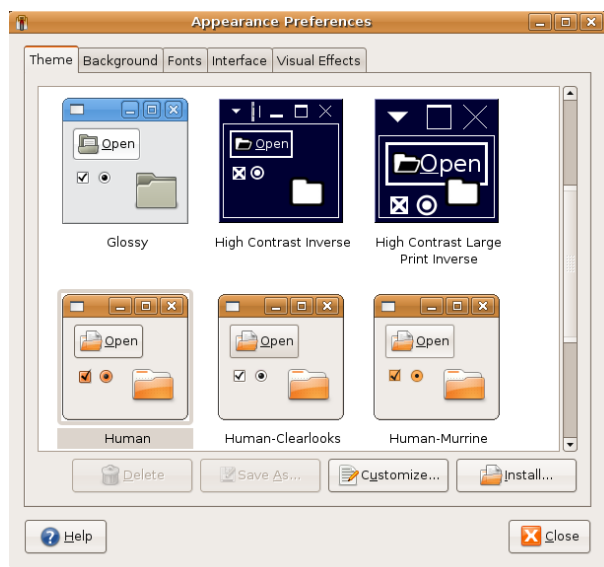 Appearance Preferences
Theme Background Fonts Interface Visual Effects
Open Open Open
Glossy High Contrast Inverse High Contrast Large
Print Inverse
Open Open Open
Human Human-Clearlooks Human-Murrine
Delete Save As... Customize... Install...
Help Close